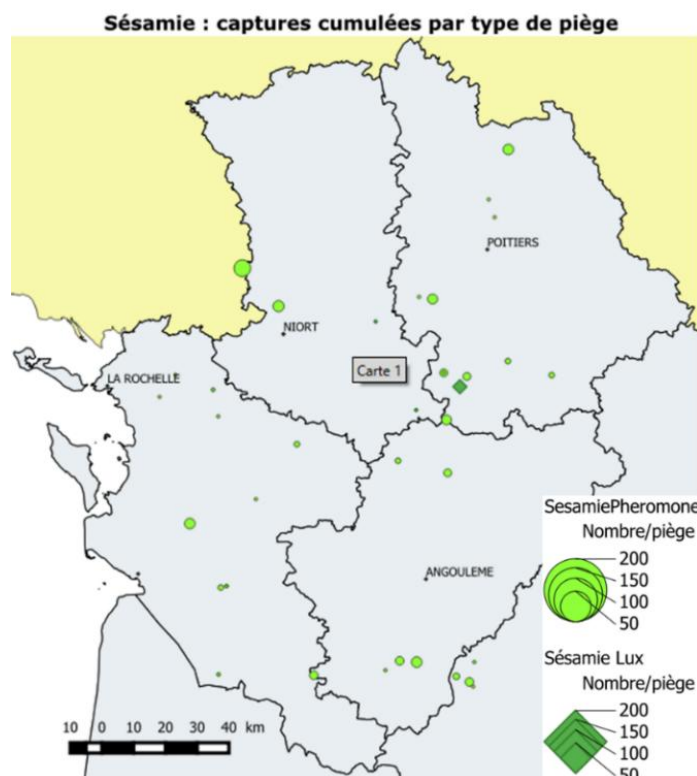 Sésamie : captures cumulées par type de piège
POITIERS
NIORT
Carte 1
LA ROCHELLE
ANGOULEME
SesamiePheromone
Nombre/piège
200
150
100
50
Sésamie Lux
Nombre/piège
200
150
100
50
10 0 10 20 30 40 km